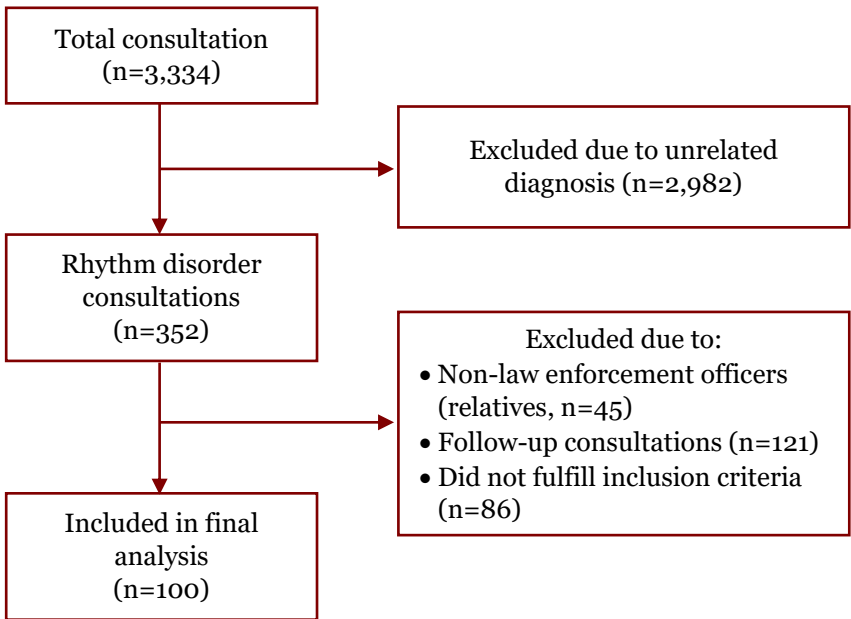 Total consultation
(n=3,334)
Excluded due to unrelated
diagnosis (n=2,982)
Rhythm disorder
consultations
(n=352)
Excluded due to:
• Non-law enforcement officers
(relatives, n=45)
• Follow-up consultations (n=121)
• Did not fulfill inclusion criteria
(n=86)
Included in final
analysis
(n=100)